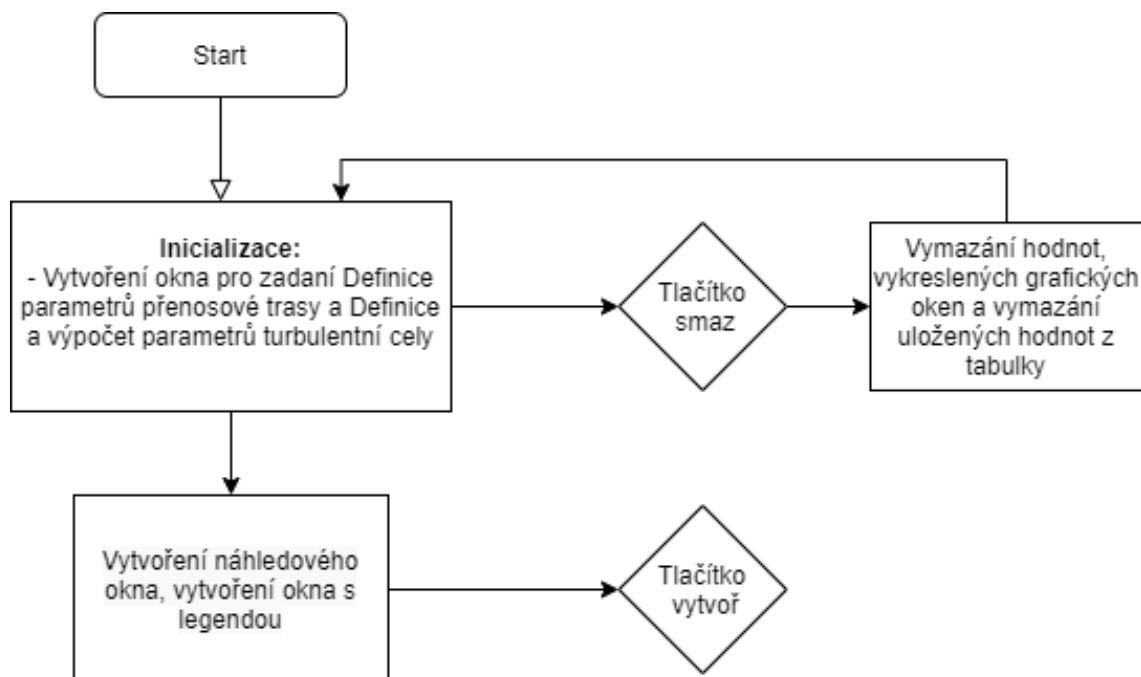 Start
Inicializace:
- Vytvoření okna pro zadaní Definice
parametrů přenosové trasy a Definice
a výpočet parametrů turbulentní cely
Tlačítko
smaz
Vymazání hodnot,
vykreslených grafických
oken a vymazání
uložených hodnot z
tabulky
Vytvoření náhledového
okna, vytvoření okna s
legendou
Tlačítko
vytvoř